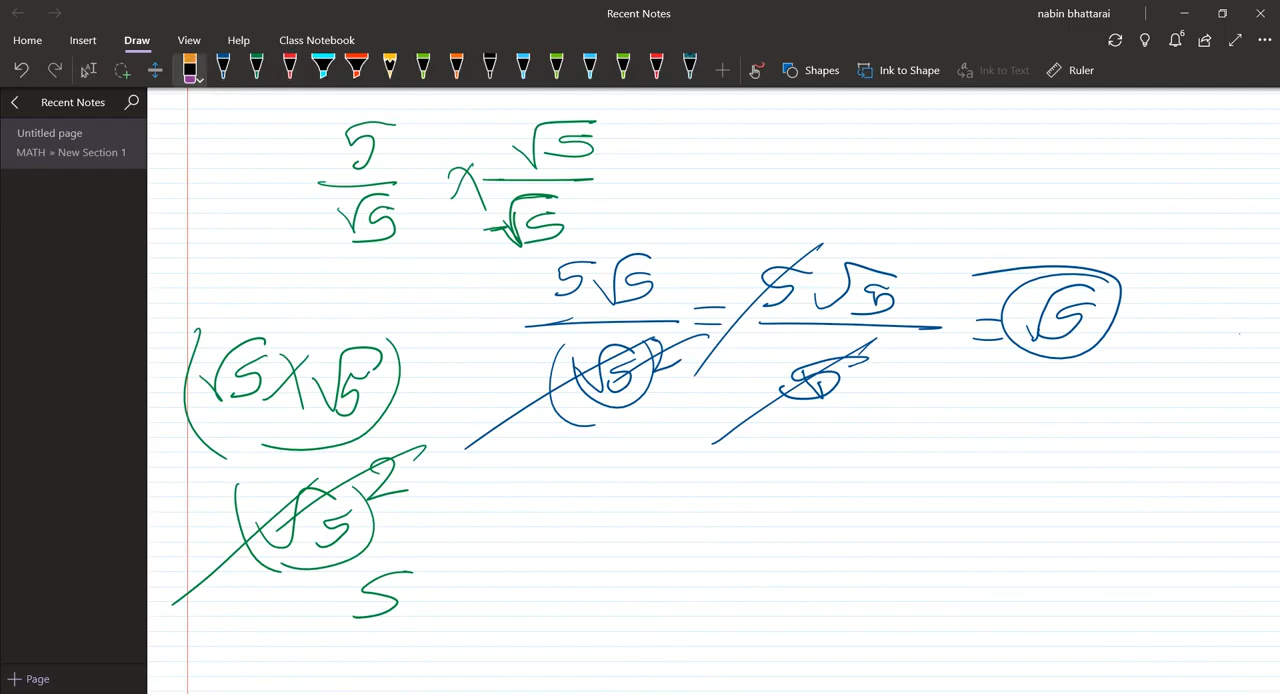 Recent Notes
nabin bhattarai
Home Insert Draw View Help Class Notebook
6
Shapes Ink to Shape Ink to Text Ruler
Recent Notes
Untitled page
MATH » New Section 1
5/√5 × √5/√5
5√5/(√5)² = 5√5/5 = √5
(√5×√5)
(√5)²
5
Page